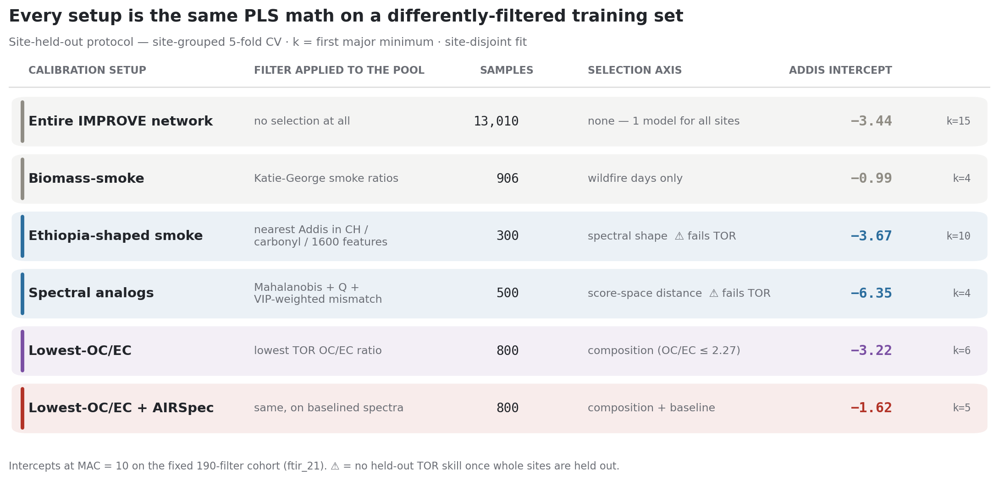 Every setup is the same PLS math on a differently-filtered training set
Site-held-out protocol — site-grouped 5-fold CV · k = first major minimum · site-disjoint fit
CALIBRATION SETUP FILTER APPLIED TO THE POOL SAMPLES SELECTION AXIS ADDIS INTERCEPT
Entire IMPROVE network no selection at all 13,010 none — 1 model for all sites −3.44 k=15
Biomass-smoke Katie-George smoke ratios 906 wildfire days only −0.99 k=4
Ethiopia-shaped smoke nearest Addis in CH / 300 spectral shape ⚠ fails TOR −3.67 k=10
carbonyl / 1600 features
Spectral analogs Mahalanobis + Q + 500 score-space distance ⚠ fails TOR −6.35 k=4
VIP-weighted mismatch
Lowest-OC/EC lowest TOR OC/EC ratio 800 composition (OC/EC ≤ 2.27) −3.22 k=6
Lowest-OC/EC + AIRSpec same, on baselined spectra 800 composition + baseline −1.62 k=5
Intercepts at MAC = 10 on the fixed 190-filter cohort (ftir_21). ⚠ = no held-out TOR skill once whole sites are held out.